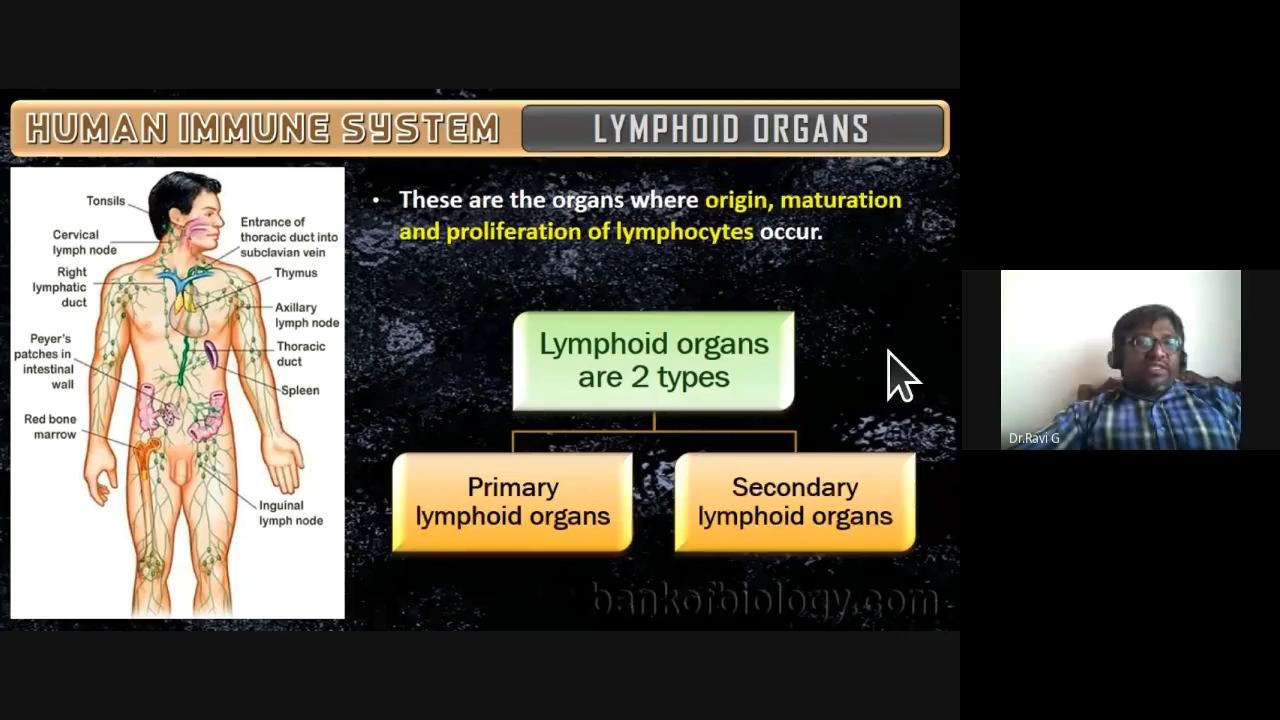 HUMAN IMMUNE SYSTEM
LYMPHOID ORGANS
Tonsils
Cervical
lymph node
Right
lymphatic
duct
Peyer's
patches in
intestinal
wall
Red bone
marrow
Entrance of
thoracic duct into
subclavian vein
Thymus
Axillary
lymph node
Thoracic
duct
Spleen
Inguinal
lymph node
• These are the organs where origin, maturation
and proliferation of lymphocytes occur.
Lymphoid organs
are 2 types
Primary
lymphoid organs
Secondary
lymphoid organs
bankofbiology.com
Dr.Ravi G